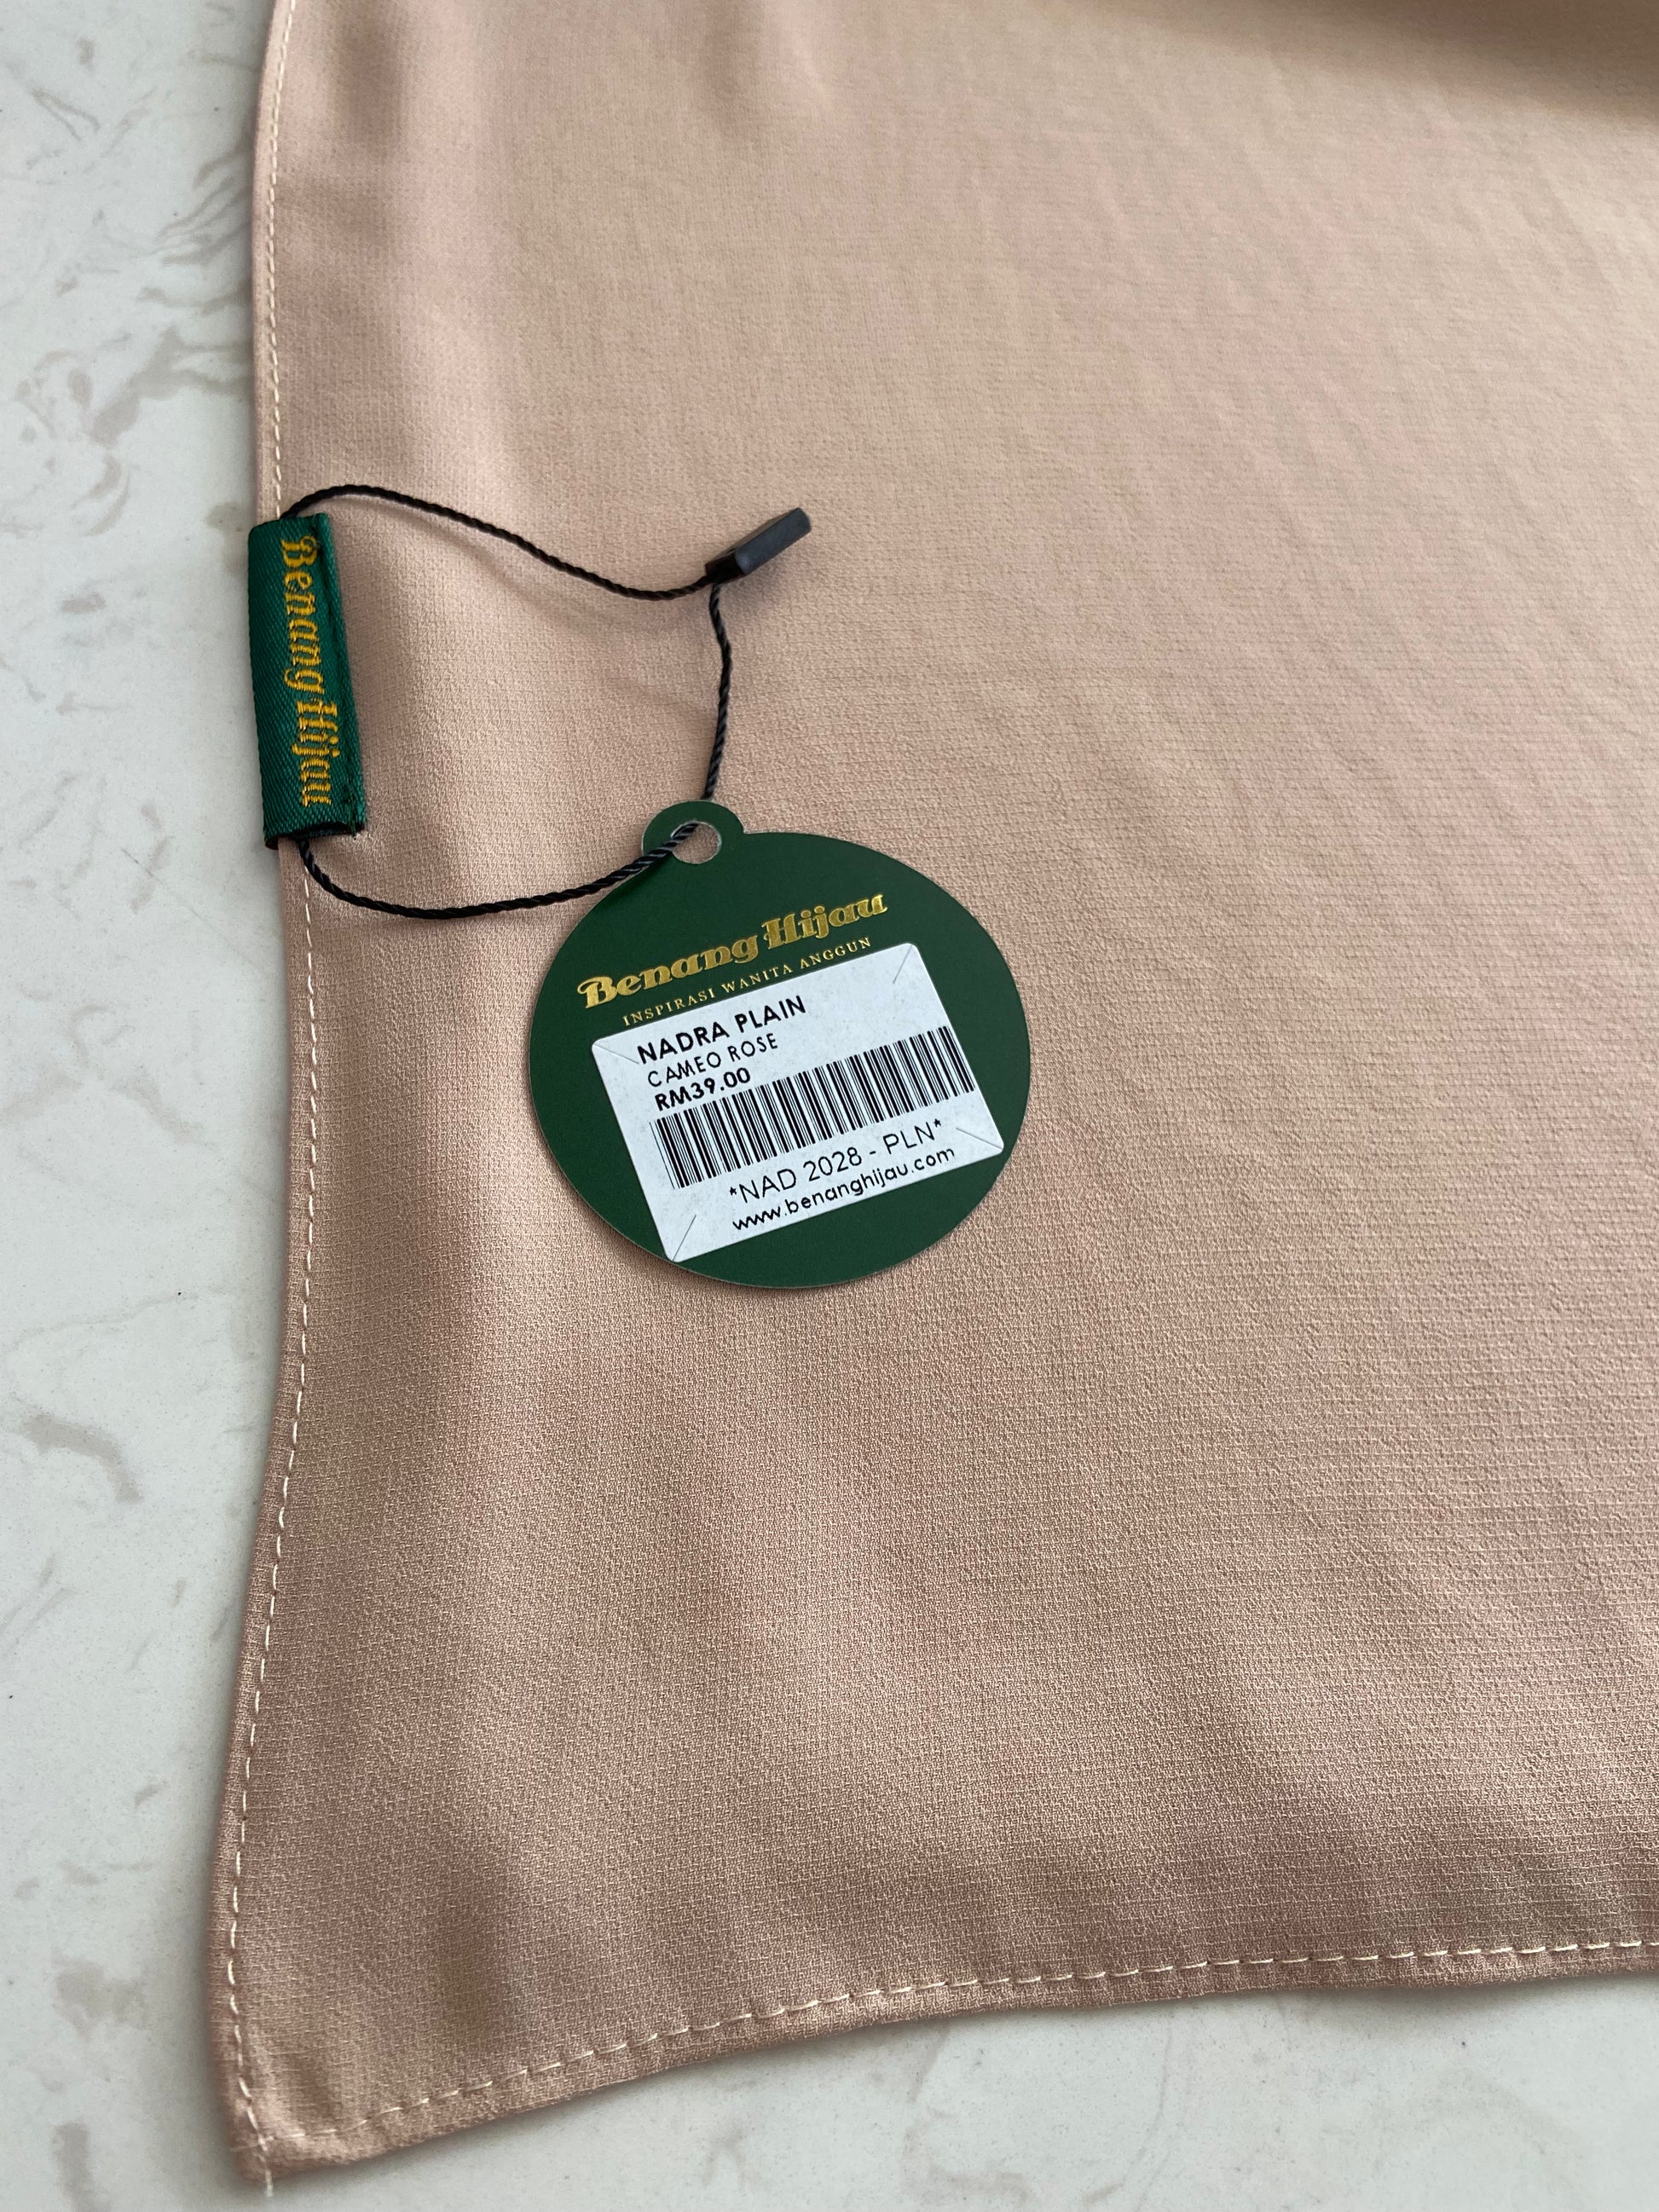 Benang Hijau
Benang Hijau
INSPIRASI WANITA ANGGUN
NADRA PLAIN
CAMEO ROSE
RM39.00
*NAD 2028 - PLN*
www.benanghijau.com